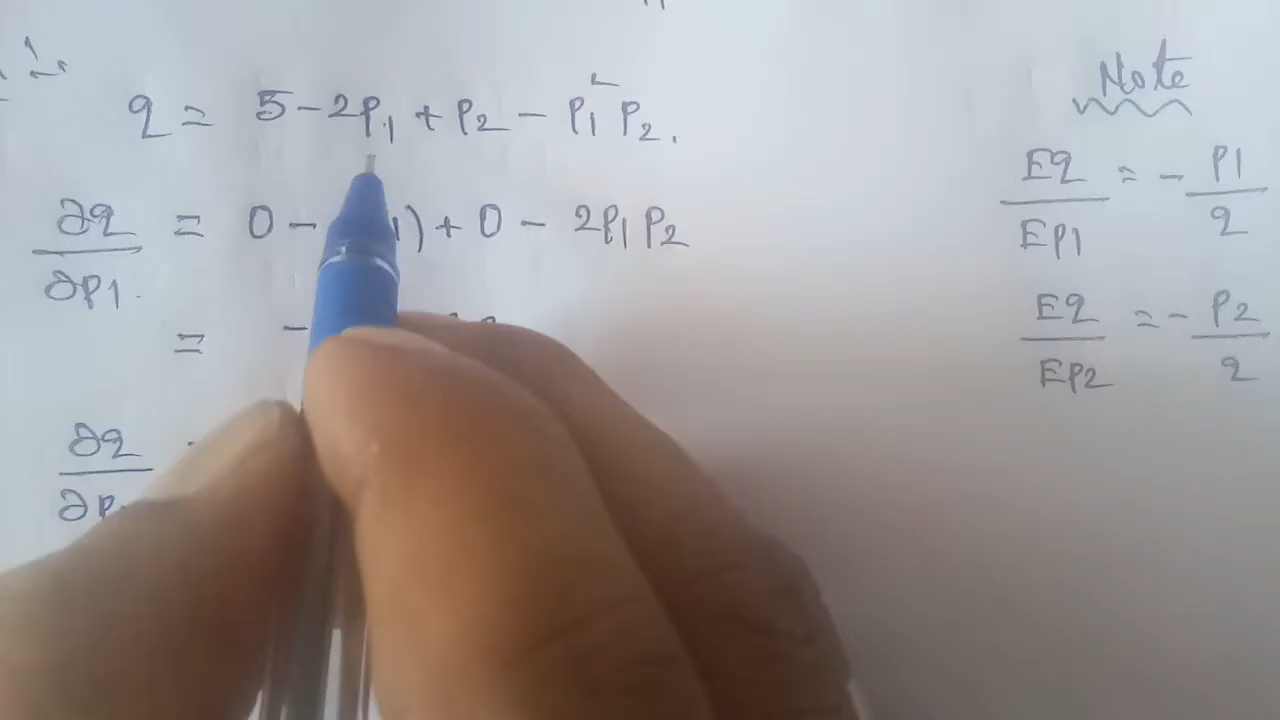 q = 5 - 2p1 + p2 - p1² p2.
∂q/∂p1. = 0 - 1) + 0 - 2p1 p2
= -
∂q/∂p
Note
Eq/Ep1 = - p1/q
Eq/Ep2 = - p2/q